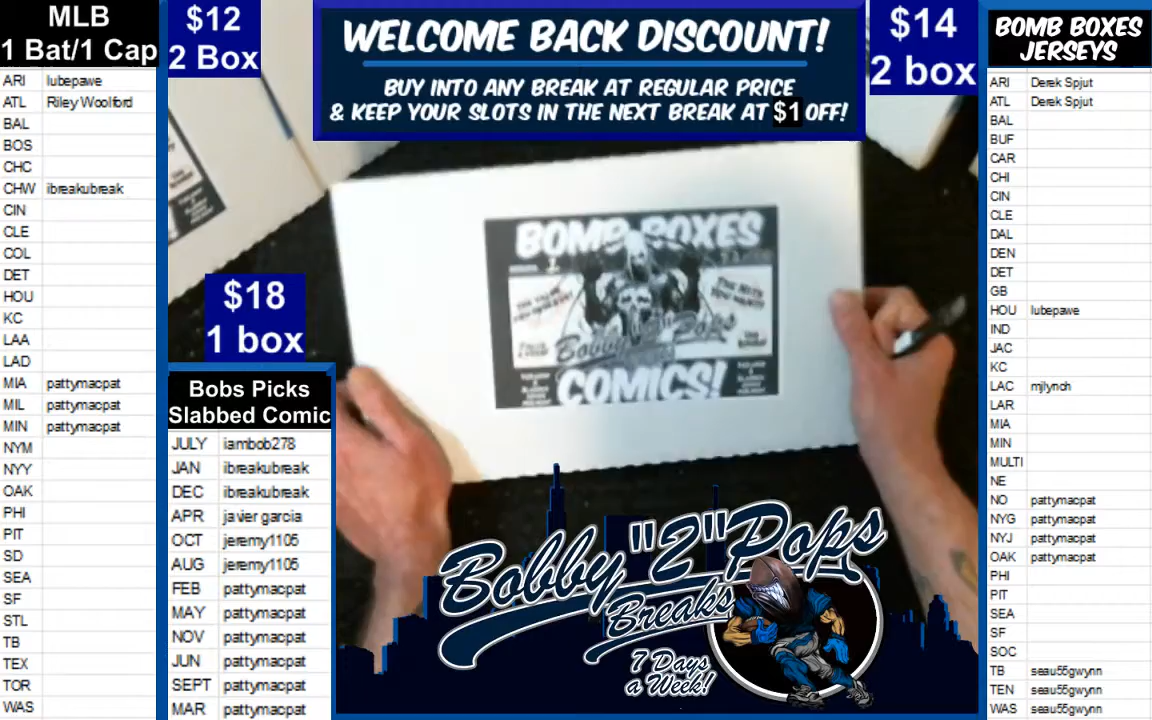 MLB
1 Bat/1 Cap
ARI lubepawe
ATL Riley Woolford
BAL
BOS
CHC
CHW ibreakubreak
CIN
CLE
COL
DET
HOU
KC
LAA
LAD
MIA pattymacpat
MIL pattymacpat
MIN pattymacpat
NYM
NYY
OAK
PHI
PIT
SD
SEA
SF
STL
TB
TEX
TOR
WAS
$12
2 Box
WELCOME BACK DISCOUNT!
BUY INTO ANY BREAK AT REGULAR PRICE
& KEEP YOUR SLOTS IN THE NEXT BREAK AT $1 OFF!
$14
2 box
$18
1 box
Bobs Picks
Slabbed Comic
JULY iambob278
JAN ibreakubreak
DEC ibreakubreak
APR javier garcia
OCT jeremy1105
AUG jeremy1105
FEB pattymacpat
MAY pattymacpat
NOV pattymacpat
JUN pattymacpat
SEPT pattymacpat
MAR pattymacpat
BOMB BOXES
Bobby "2" Pops
COMICS!
Bobby "2" Pops
Breaks
7 Days
a Week!
BOMB BOXES
JERSEYS
ARI Derek Spjut
ATL Derek Spjut
BAL
BUF
CAR
CHI
CIN
CLE
DAL
DEN
DET
GB
HOU lubepawe
IND
JAC
KC
LAC mjlynch
LAR
MIA
MIN
MULTI
NE
NO pattymacpat
NYG pattymacpat
NYJ pattymacpat
OAK pattymacpat
PHI
PIT
SEA
SF
SOC
TB seau55gwynn
TEN seau55gwynn
WAS seau55gwynn